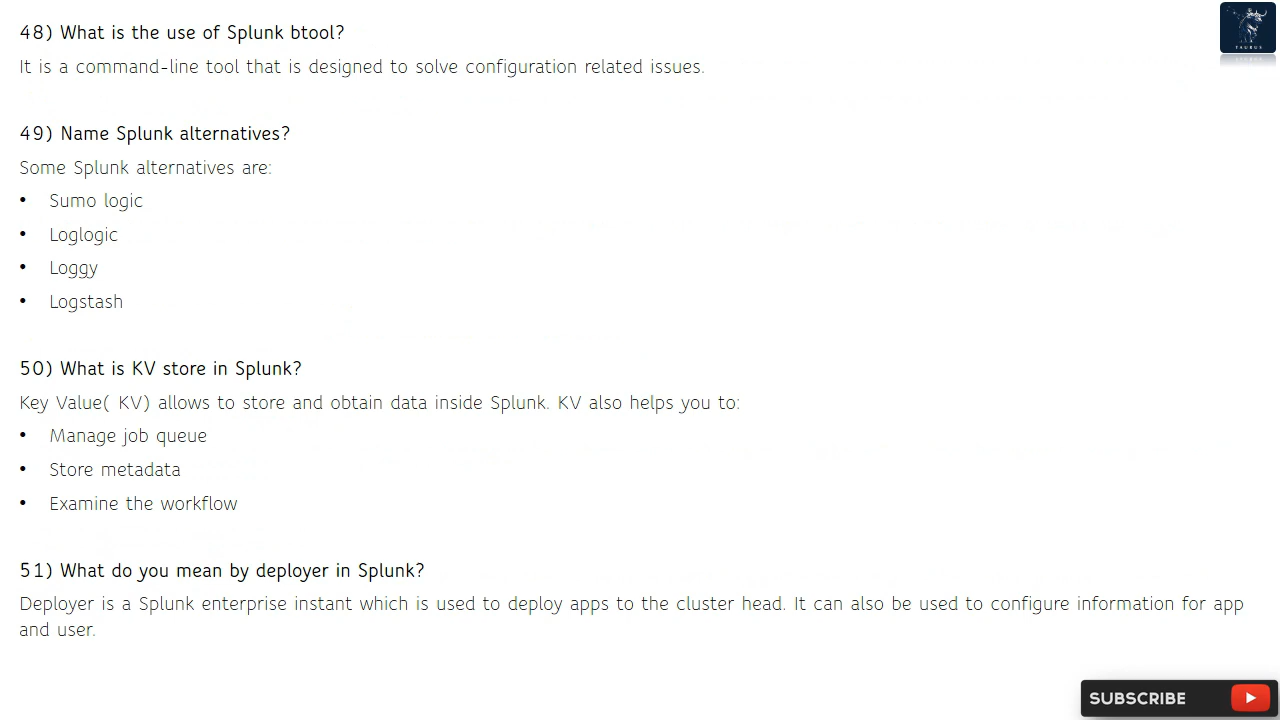 48) What is the use of Splunk btool?
It is a command-line tool that is designed to solve configuration related issues.
49) Name Splunk alternatives?
Some Splunk alternatives are:
• Sumo logic
• Loglogic
• Loggy
• Logstash
50) What is KV store in Splunk?
Key Value( KV) allows to store and obtain data inside Splunk. KV also helps you to:
• Manage job queue
• Store metadata
• Examine the workflow
51) What do you mean by deployer in Splunk?
Deployer is a Splunk enterprise instant which is used to deploy apps to the cluster head. It can also be used to configure information for app
and user.
TAURUS
SUBSCRIBE